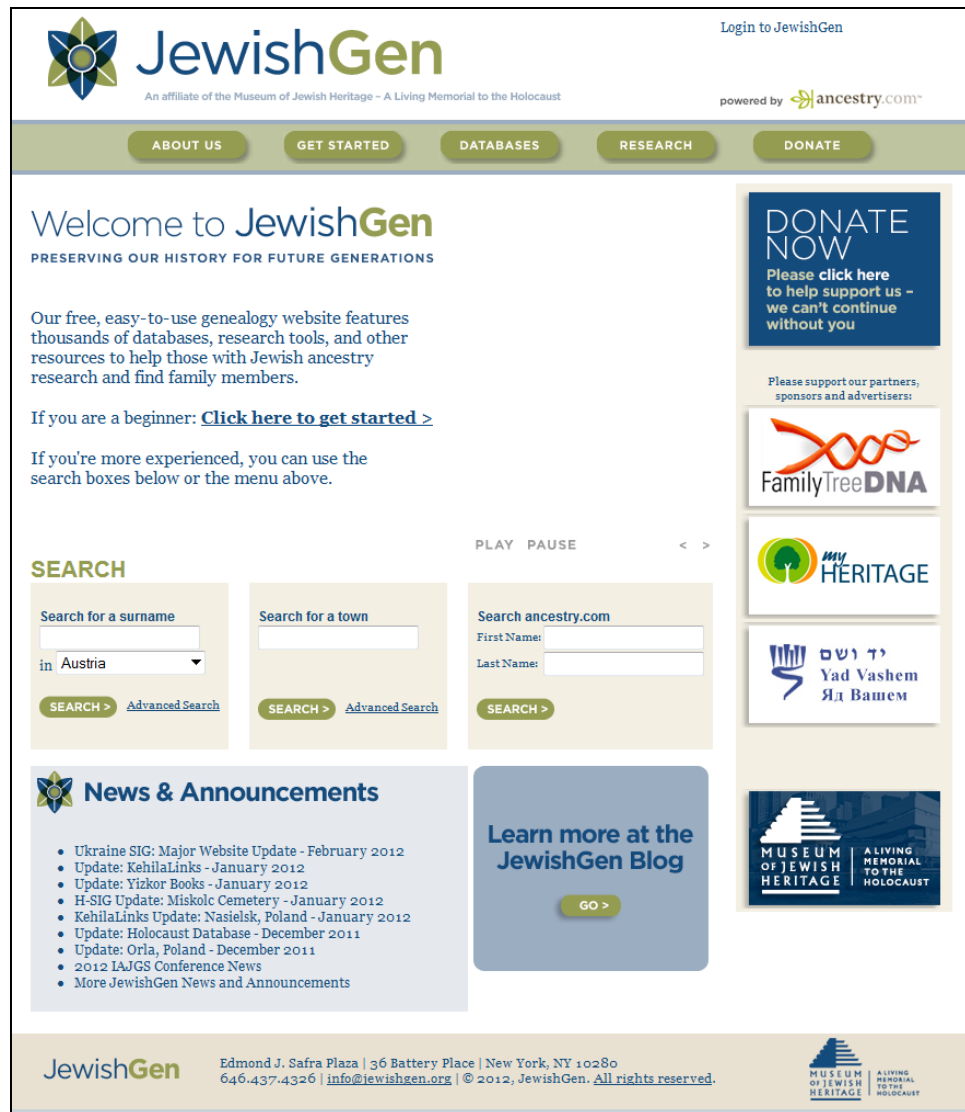 JewishGen
An affiliate of the Museum of Jewish Heritage – A Living Memorial to the Holocaust
Login to JewishGen
powered by ancestry.com
ABOUT US
GET STARTED
DATABASES
RESEARCH
DONATE
Welcome to JewishGen
PRESERVING OUR HISTORY FOR FUTURE GENERATIONS
Our free, easy-to-use genealogy website features
thousands of databases, research tools, and other
resources to help those with Jewish ancestry
research and find family members.
If you are a beginner: Click here to get started >
If you're more experienced, you can use the
search boxes below or the menu above.
PLAY PAUSE < >
SEARCH
Search for a surname
in Austria
SEARCH > Advanced Search
Search for a town
SEARCH > Advanced Search
Search ancestry.com
First Name:
Last Name:
SEARCH >
News & Announcements
Ukraine SIG: Major Website Update - February 2012
Update: KehilaLinks - January 2012
Update: Yizkor Books - January 2012
H-SIG Update: Miskolc Cemetery - January 2012
KehilaLinks Update: Nasielsk, Poland - January 2012
Update: Holocaust Database - December 2011
Update: Orla, Poland - December 2011
2012 IAJGS Conference News
More JewishGen News and Announcements
Learn more at the
JewishGen Blog
GO >
DONATE
NOW
Please click here
to help support us –
we can't continue
without you
Please support our partners,
sponsors and advertisers:
FamilyTreeDNA
my
HERITAGE
יד ושם
Yad Vashem
Яд Вашем
MUSEUM
OF JEWISH
HERITAGE
A LIVING
MEMORIAL
TO THE
HOLOCAUST
JewishGen
Edmond J. Safra Plaza | 36 Battery Place | New York, NY 10280
646.437.4326 | info@jewishgen.org | © 2012, JewishGen. All rights reserved.
MUSEUM
OF JEWISH
HERITAGE
A LIVING
MEMORIAL
TO THE
HOLOCAUST